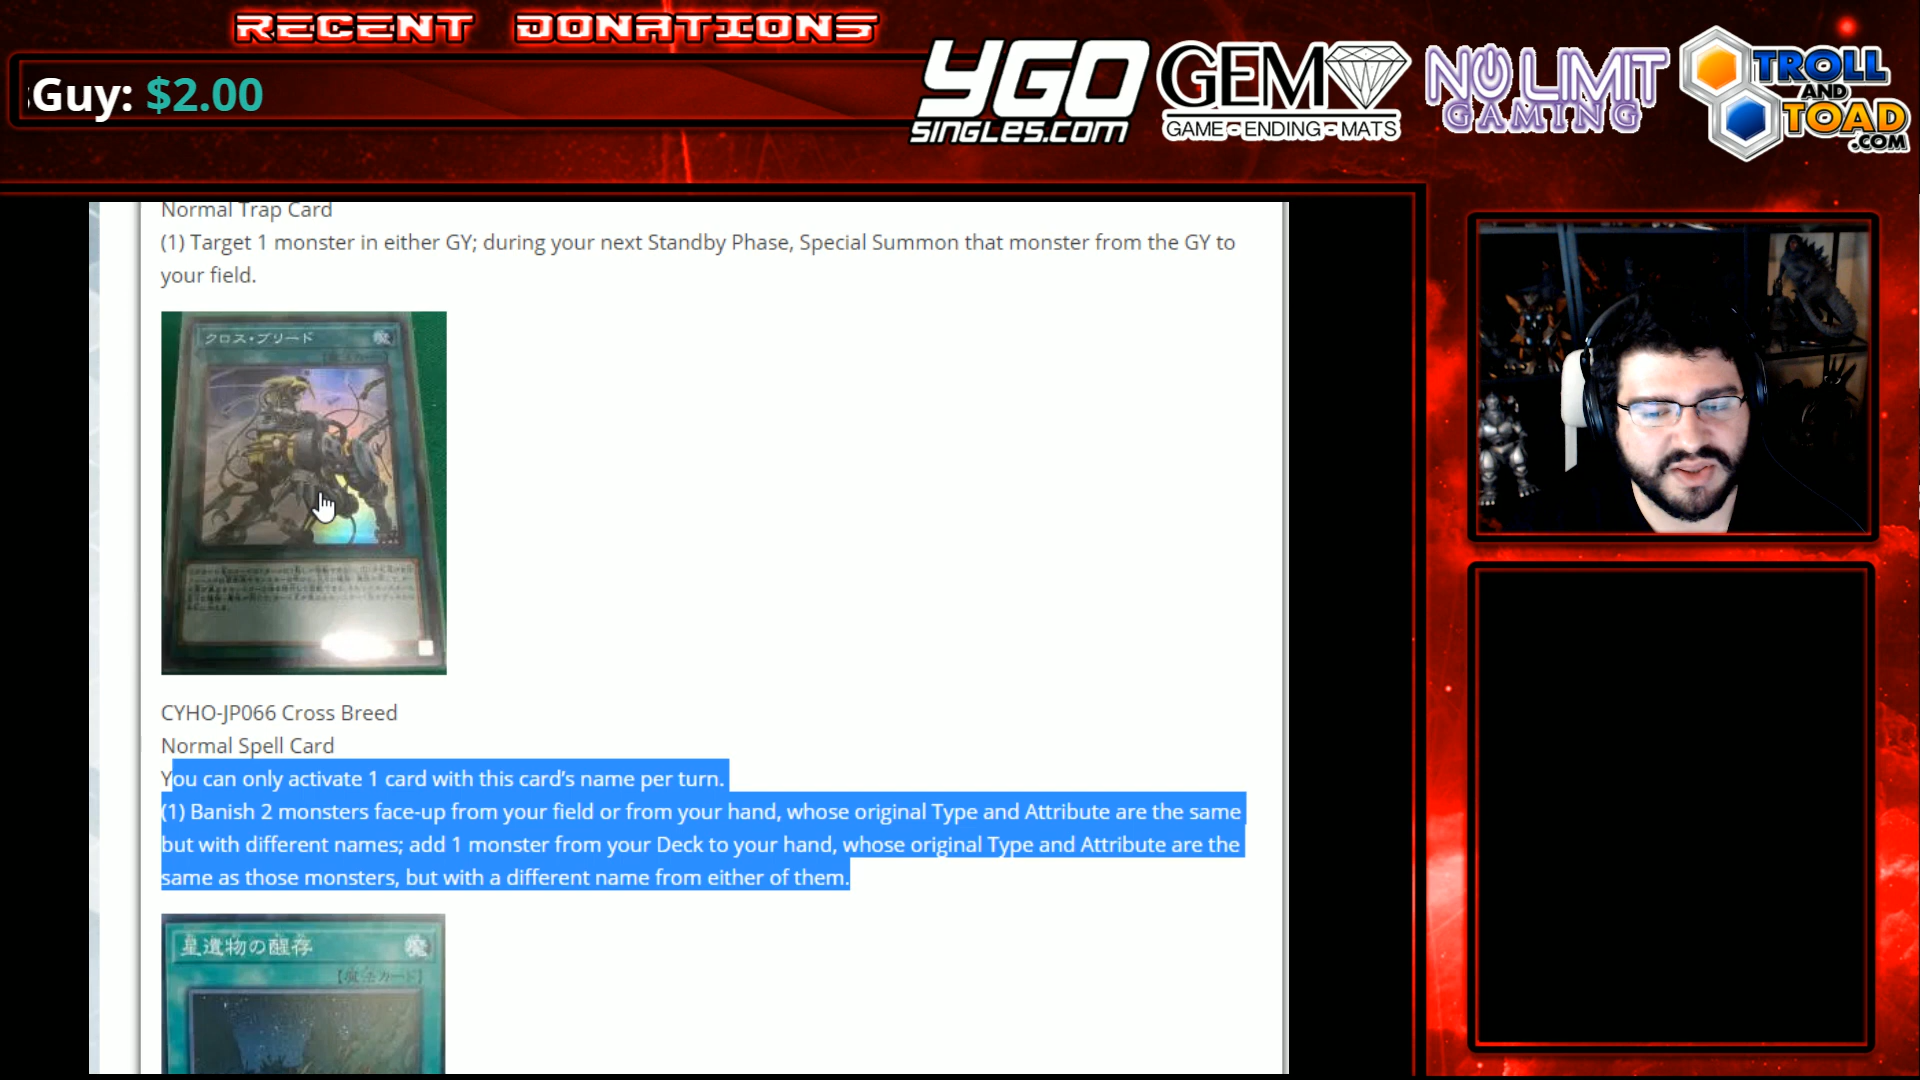 RECENT DONATIONS
Guy: $2.00
YGO
SINGLES.COM
GEM
GAME-ENDING-MATS
NO LIMIT
GAMING
TROLL
AND
TOAD
.COM
Normal Trap Card
(1) Target 1 monster in either GY; during your next Standby Phase, Special Summon that monster from the GY to
your field.
クロス・ブリード
CYHO-JP066 Cross Breed
Normal Spell Card
You can only activate 1 card with this card's name per turn.
(1) Banish 2 monsters face-up from your field or from your hand, whose original Type and Attribute are the same
but with different names; add 1 monster from your Deck to your hand, whose original Type and Attribute are the
same as those monsters, but with a different name from either of them.
星遺物の醒存
魔
【魔法カード】